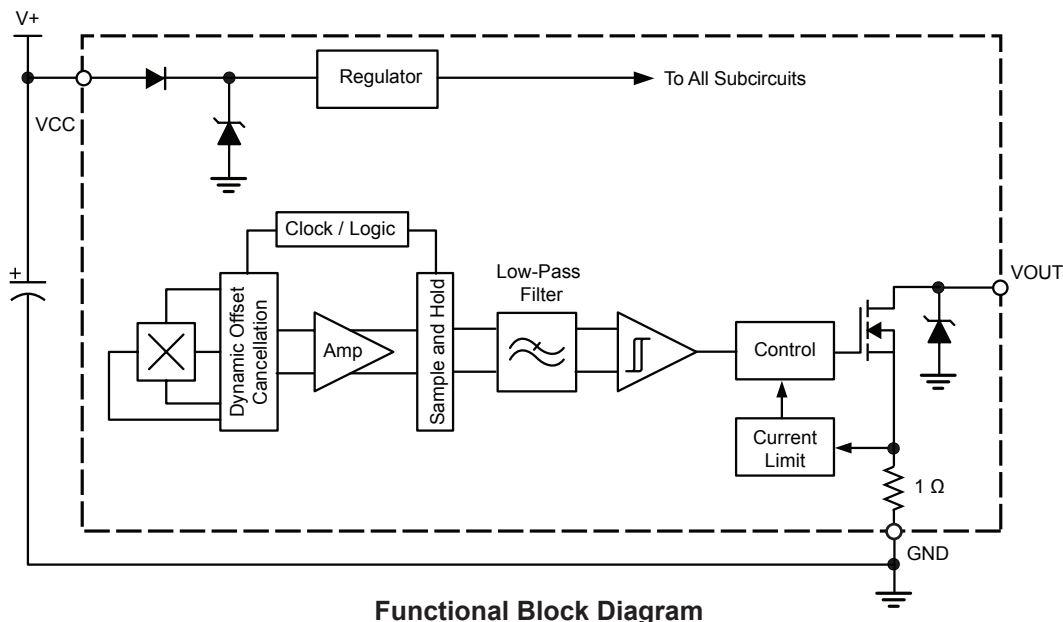 V+
VCC
Regulator
To All Subcircuits
Clock / Logic
+
Dynamic Offset
Cancellation
Amp
Sample and Hold
Low-Pass
Filter
Control
VOUT
Current
Limit
1 Ω
GND
Functional Block Diagram